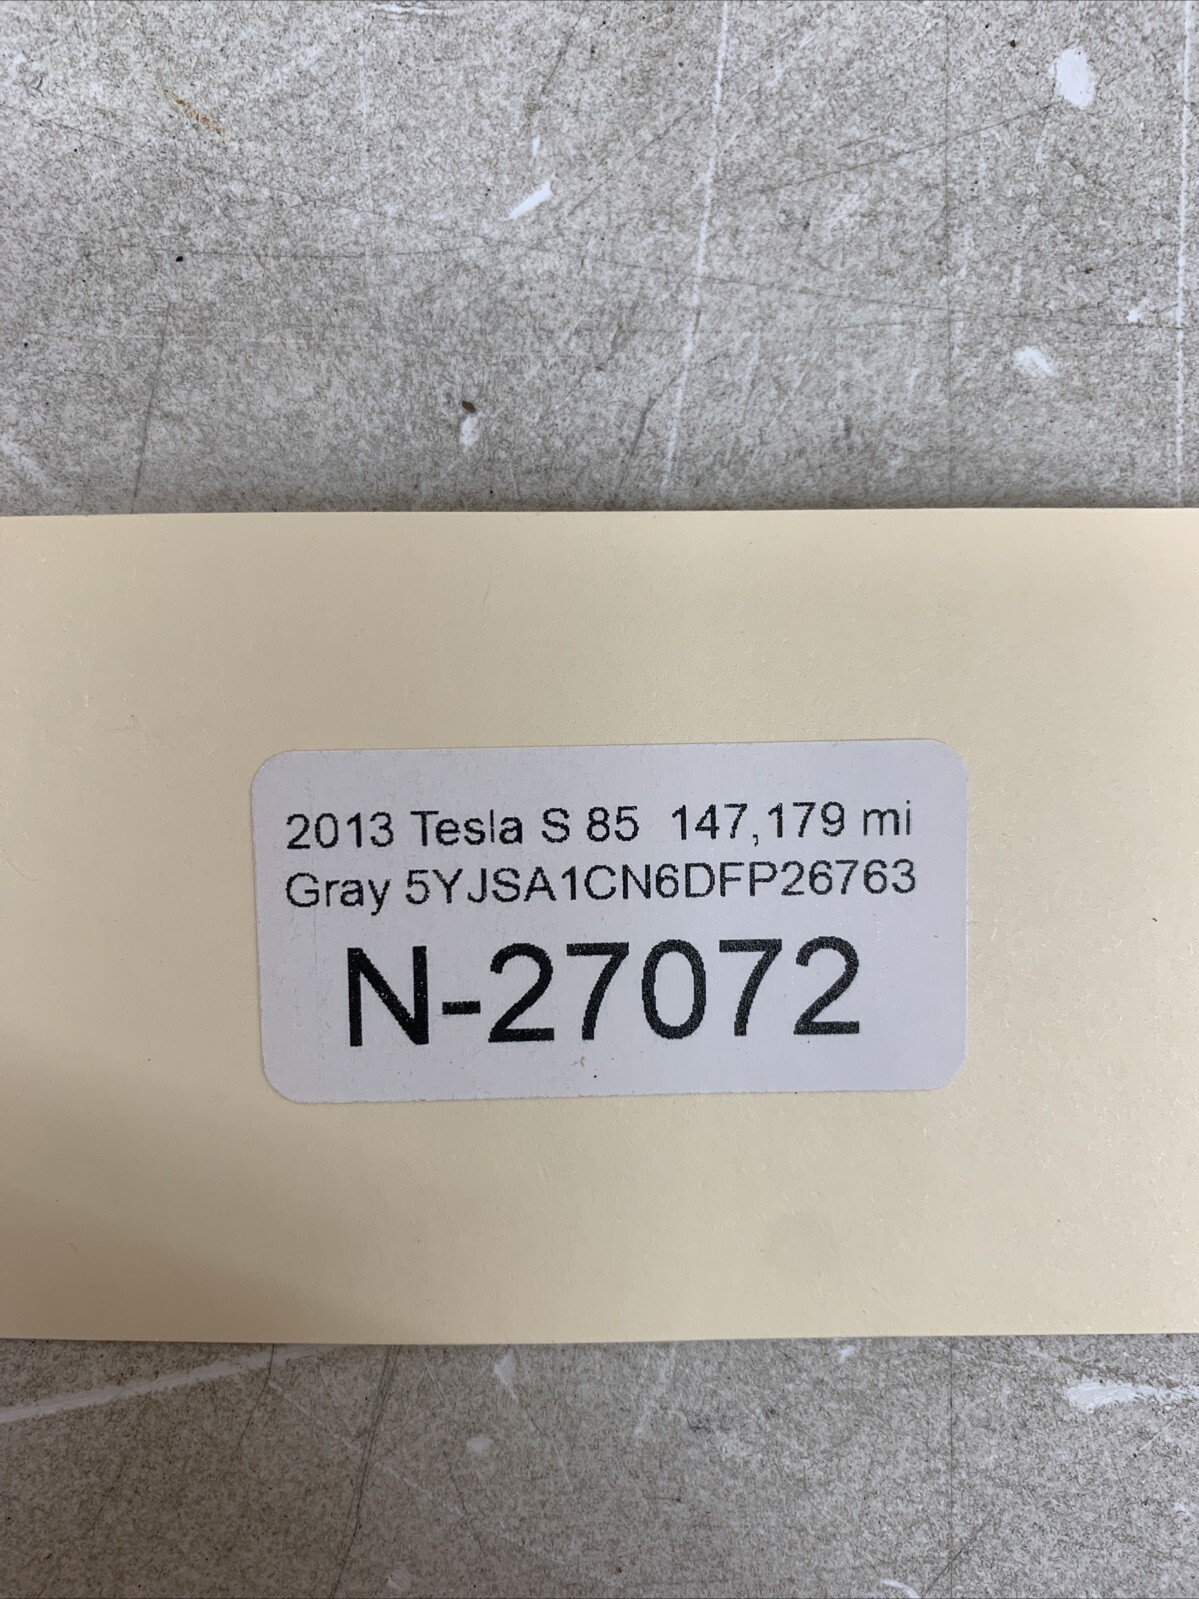 2013 Tesla S 85  147,179 mi
Gray 5YJSA1CN6DFP26763
N-27072